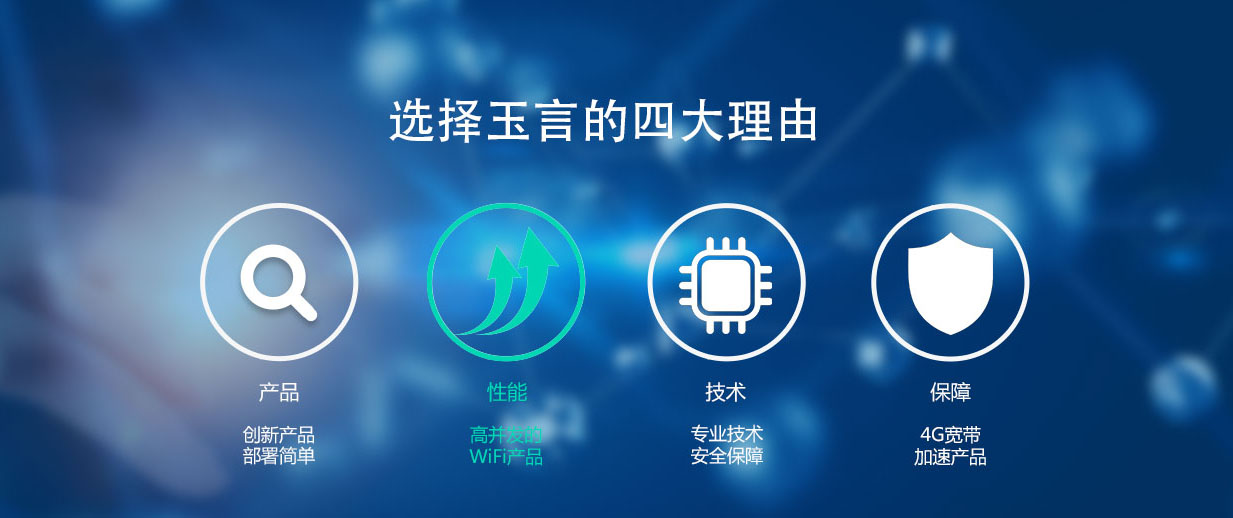 选择玉言的四大理由
产品
性能
技术
保障
创新产品
部署简单
高并发的
WiFi产品
专业技术
安全保障
4G宽带
加速产品